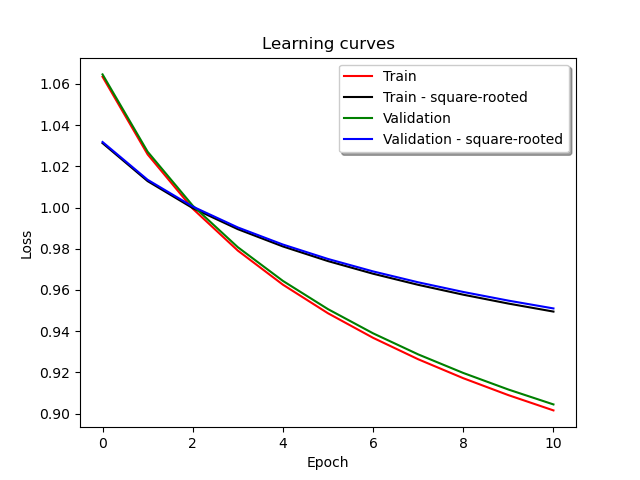 Learning curves
Train
Train - square-rooted
Validation
Validation - square-rooted
Loss
1.06
1.04
1.02
1.00
0.98
0.96
0.94
0.92
0.90
0 2 4 6 8 10
Epoch